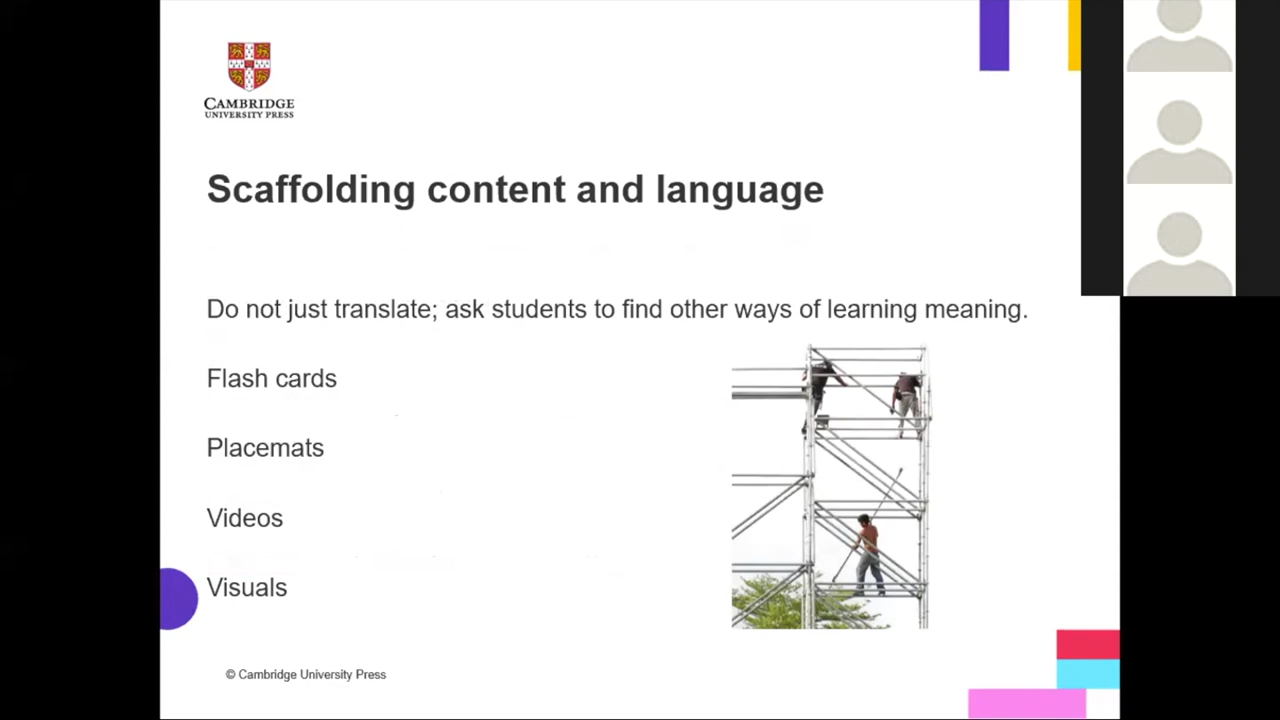 CAMBRIDGE
UNIVERSITY PRESS
Scaffolding content and language
Do not just translate; ask students to find other ways of learning meaning.
Flash cards
Placemats
Videos
Visuals
© Cambridge University Press